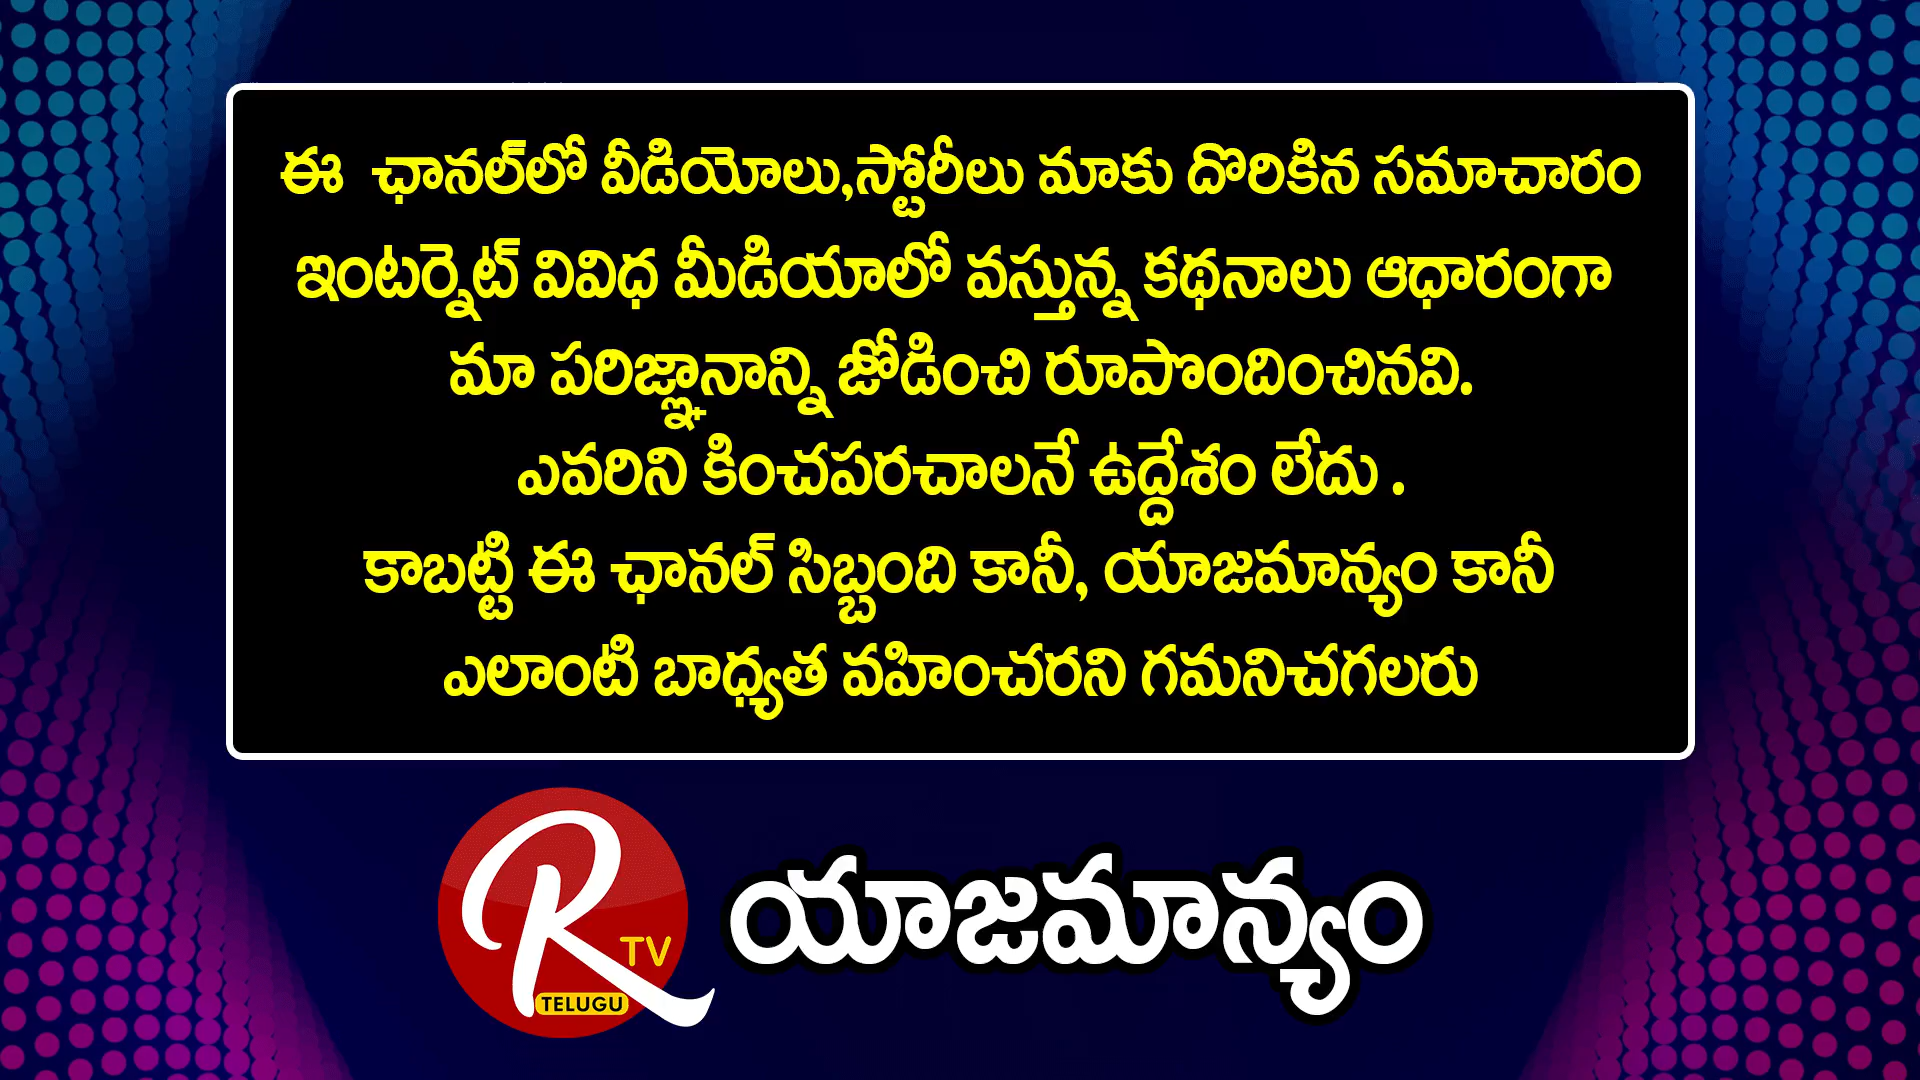 ఈ ఛానల్‌లో వీడియోలు,స్టోరీలు మాకు దొరికిన సమాచారం
ఇంటర్నెట్ వివిధ మీడియాలో వస్తున్న కథనాలు ఆధారంగా
మా పరిజ్ఞానాన్ని జోడించి రూపొందించినవి.
ఎవరిని కించపరచాలనే ఉద్దేశం లేదు .
కాబట్టి ఈ ఛానల్ సిబ్బంది కానీ, యాజమాన్యం కానీ
ఎలాంటి బాధ్యత వహించరని గమనిచగలరు
R TV
TELUGU
యాజమాన్యం